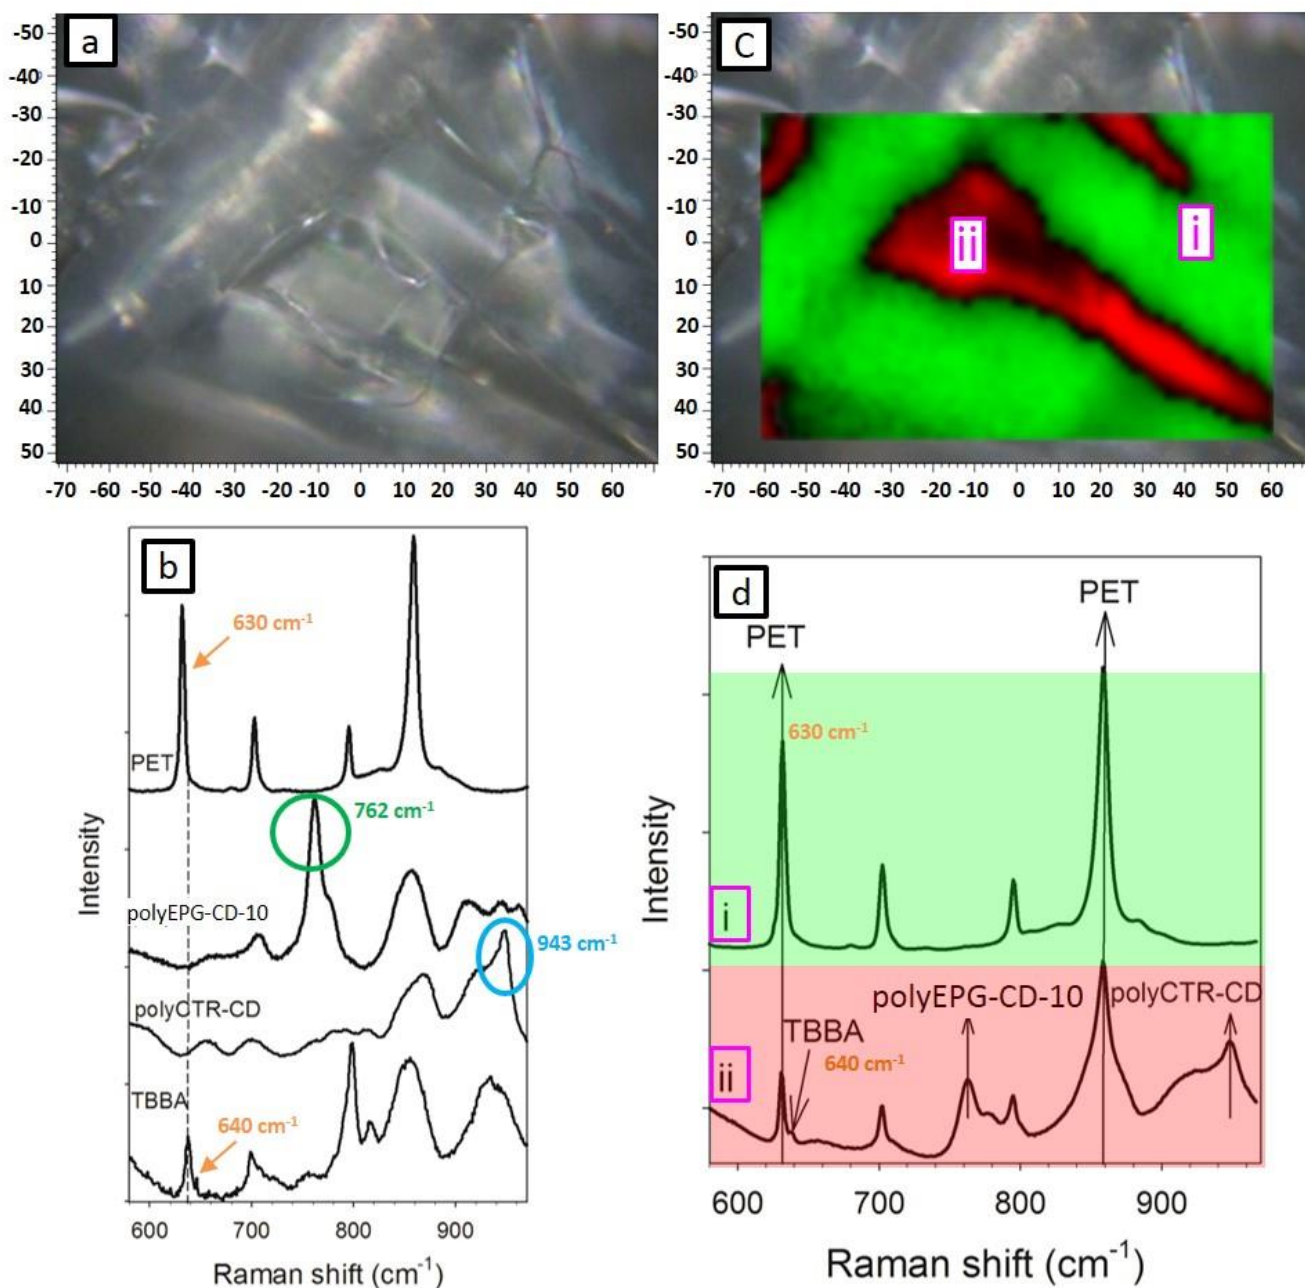 a
-50
-40
-30
-20
-10
0
10
20
30
40
50
-70 -60 -50 -40 -30 -20 -10 0 10 20 30 40 50 60
C
-50
-40
-30
-20
-10
0
10
20
30
40
50
-70 -60 -50 -40 -30 -20 -10 0 10 20 30 40 50 60
i
ii
b
630 cm-1
PET
762 cm-1
polyEPG-CD-10
943 cm-1
polyCTR-CD
TBBA
640 cm-1
Intensity
600 700 800 900
Raman shift (cm-1)
d
PET
PET
630 cm-1
i
polyEPG-CD-10
polyCTR-CD
TBBA
640 cm-1
ii
Intensity
600 700 800 900
Raman shift (cm-1)